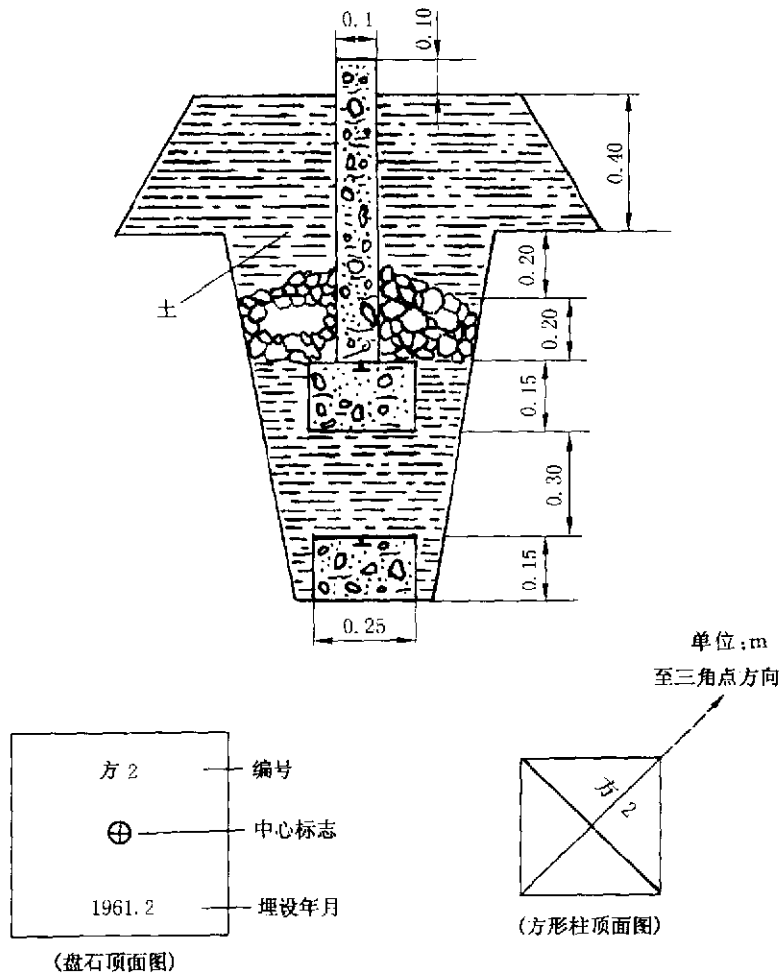 0.1
0.10
0.40
0.20
土
0.20
0.15
0.30
0.15
0.25
单位:m
至三角点方向
方 2
编号
中心标志
1961.2
埋设年月
(盘石顶面图)
方 2
(方形柱顶面图)